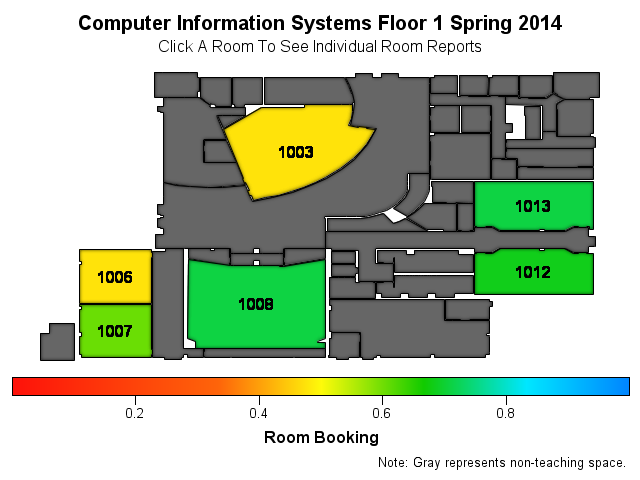 Computer Information Systems Floor 1 Spring 2014
Click A Room To See Individual Room Reports
1003
1013
1012
1006
1007
1008
0.2 0.4 0.6 0.8
Room Booking
Note: Gray represents non-teaching space.